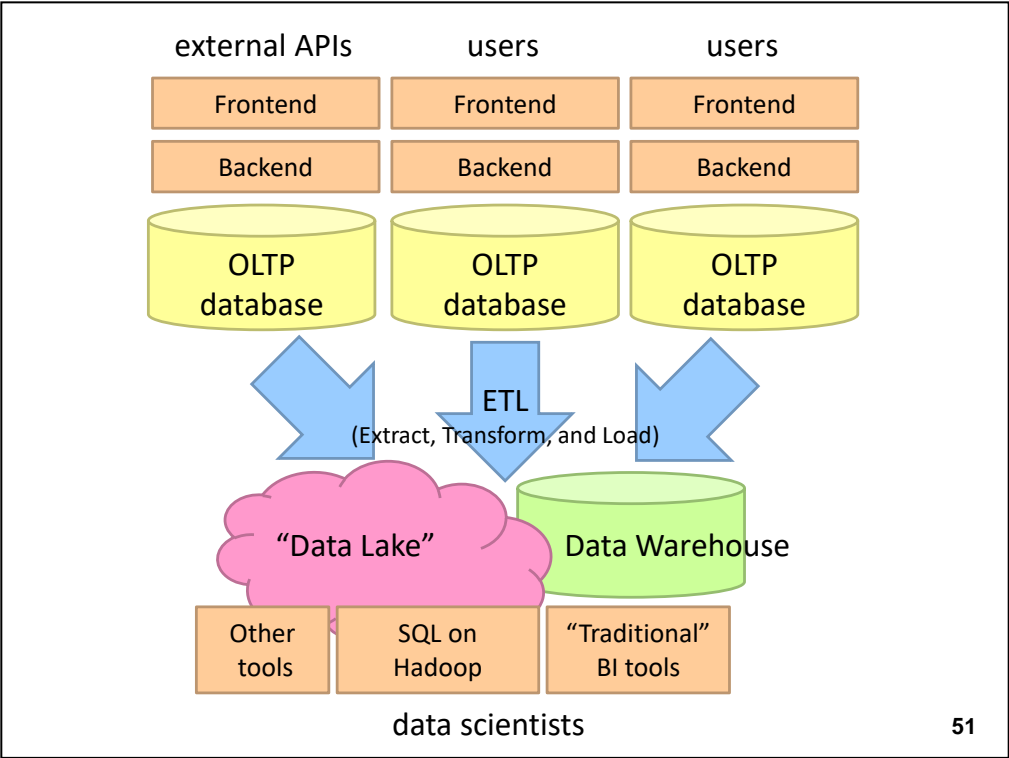 external APIs
users
users
Frontend
Frontend
Frontend
Backend
Backend
Backend
OLTP
database
OLTP
database
OLTP
database
ETL
(Extract, Transform, and Load)
“Data Lake”
Data Warehouse
Other
tools
SQL on
Hadoop
“Traditional”
BI tools
data scientists
51